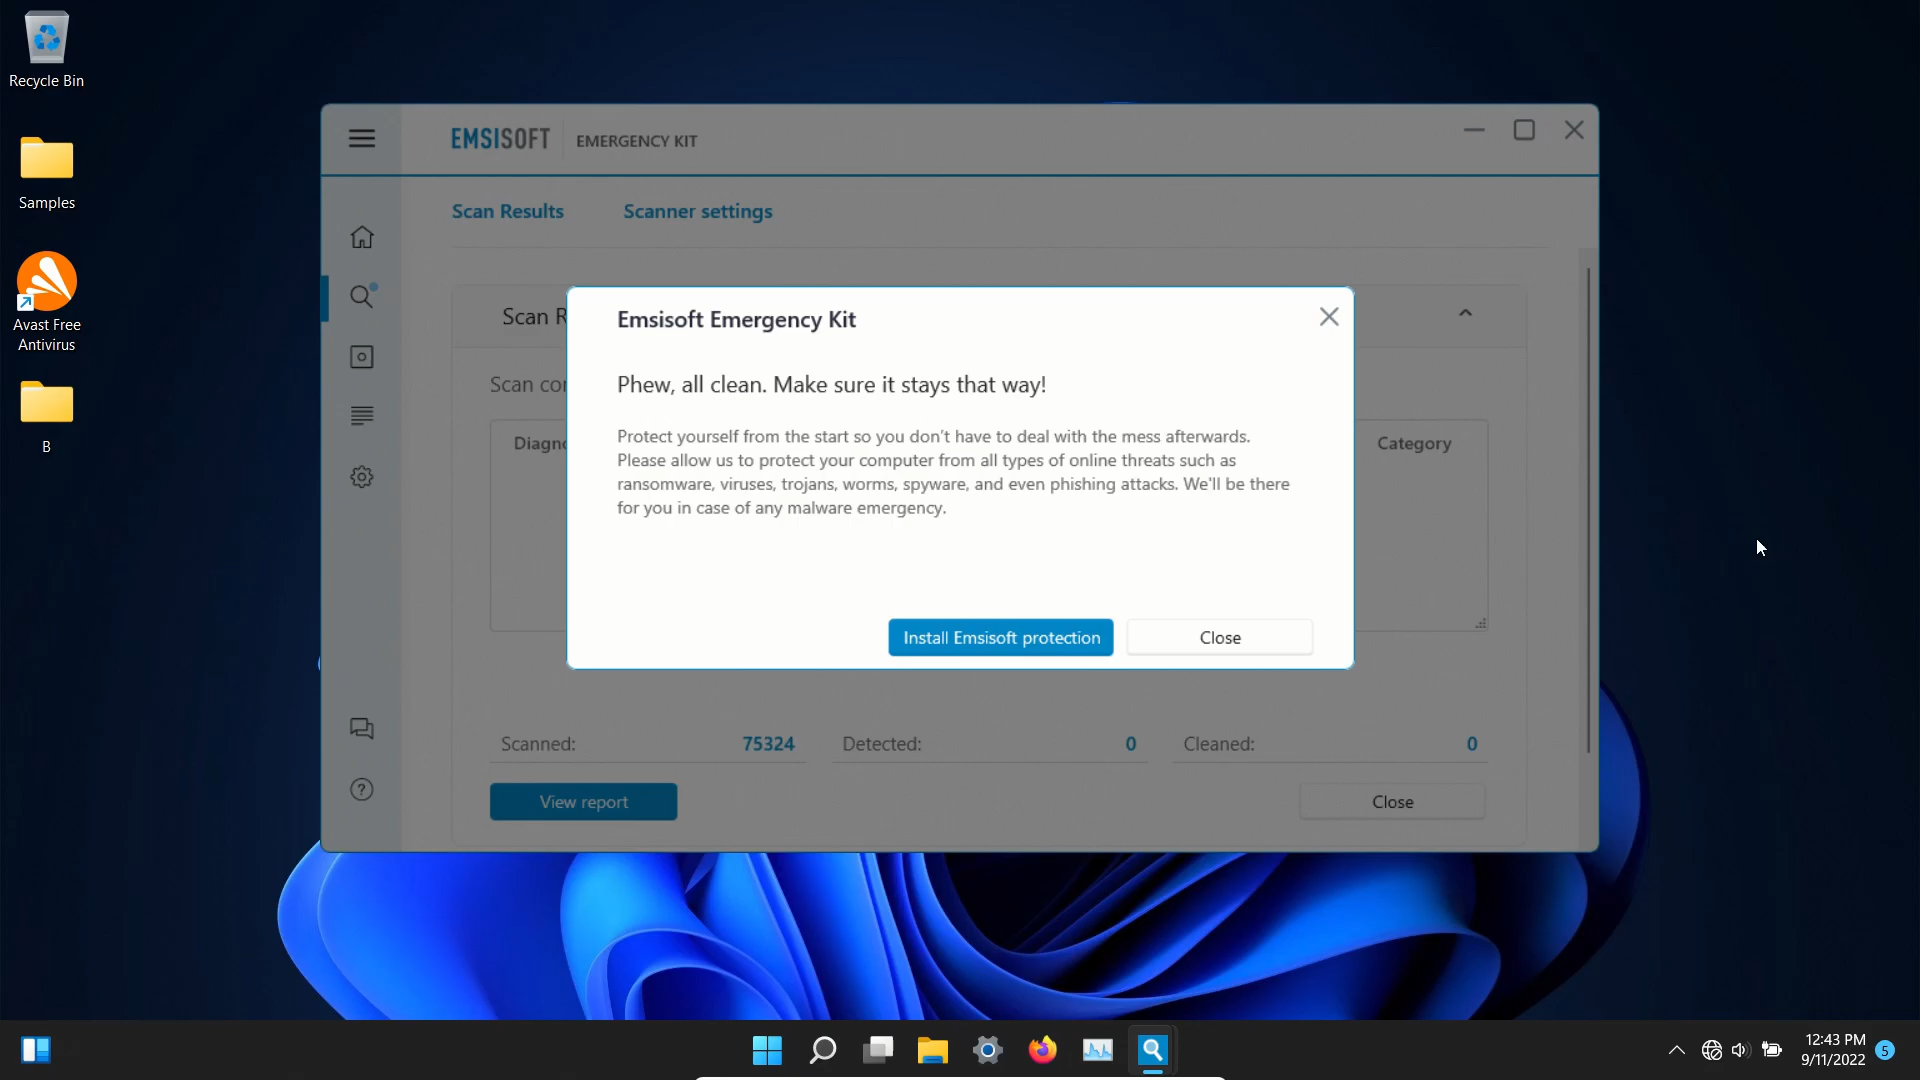 Recycle Bin
Samples
Avast Free
Antivirus
B
EMSISOFT
EMERGENCY KIT
Scan Results
Scanner settings
Scan R
Scan co
Diagn
Category
Emsisoft Emergency Kit
Phew, all clean. Make sure it stays that way!
Protect yourself from the start so you don't have to deal with the mess afterwards.
Please allow us to protect your computer from all types of online threats such as
ransomware, viruses, trojans, worms, spyware, and even phishing attacks. We'll be there
for you in case of any malware emergency.
Install Emsisoft protection
Close
Scanned:
75324
Detected:
0
Cleaned:
0
View report
Close
12:43 PM
9/11/2022
5